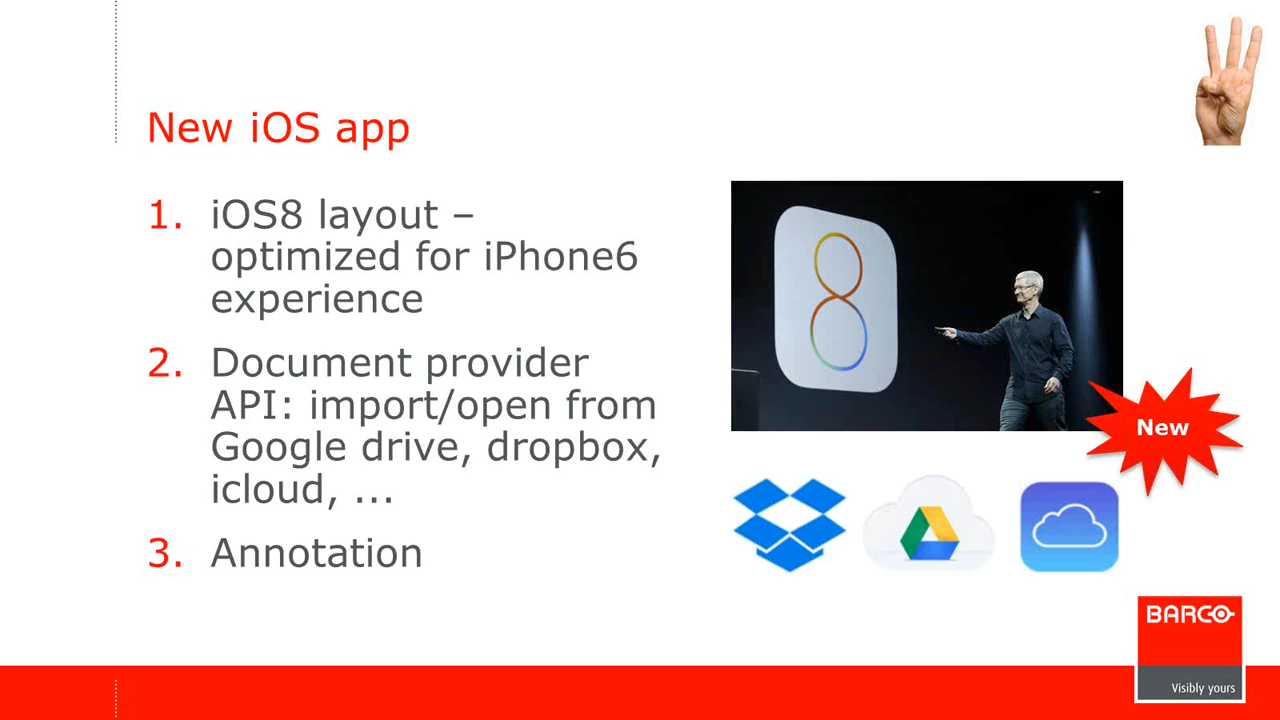 New iOS app
1. iOS8 layout –
optimized for iPhone6
experience
2. Document provider
API: import/open from
Google drive, dropbox,
icloud, ...
3. Annotation
8
New
BARCO
Visibly yours